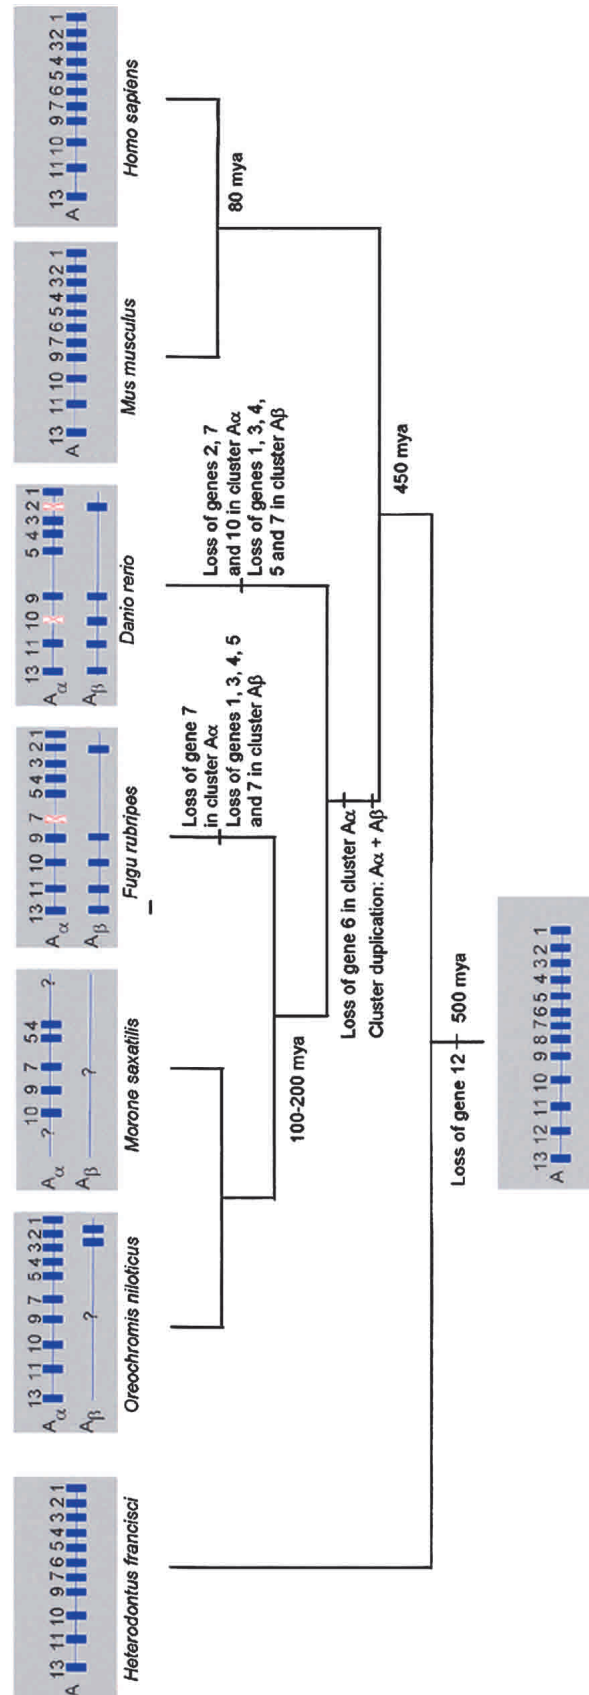 13 11 10 9 7 6 5 4 3 2 1
A
Heterodontus francisci
13 11 10 9 7 5 4 3 2 1
Aα
Aβ ?
Oreochromis niloticus
10 9 7 5 4
Aα ? ?
Aβ ?
Morone saxatilis
13 11 10 9 7 5 4 3 2 1
Aα
Aβ
Fugu rubripes
13 11 10 9 5 4 3 2 1
Aα
Aβ
Danio rerio
13 11 10 9 7 6 5 4 3 2 1
A
Mus musculus
13 11 10 9 7 6 5 4 3 2 1
A
Homo sapiens
Loss of gene 7
in cluster Aα
Loss of genes 1, 3, 4, 5
and 7 in cluster Aβ
Loss of genes 2, 7
and 10 in cluster Aα
Loss of genes 1, 3, 4,
5 and 7 in cluster Aβ
80 mya
100-200 mya
Loss of gene 6 in cluster Aα
Cluster duplication: Aα + Aβ
450 mya
Loss of gene 12
500 mya
13 12 11 10 9 8 7 6 5 4 3 2 1
A